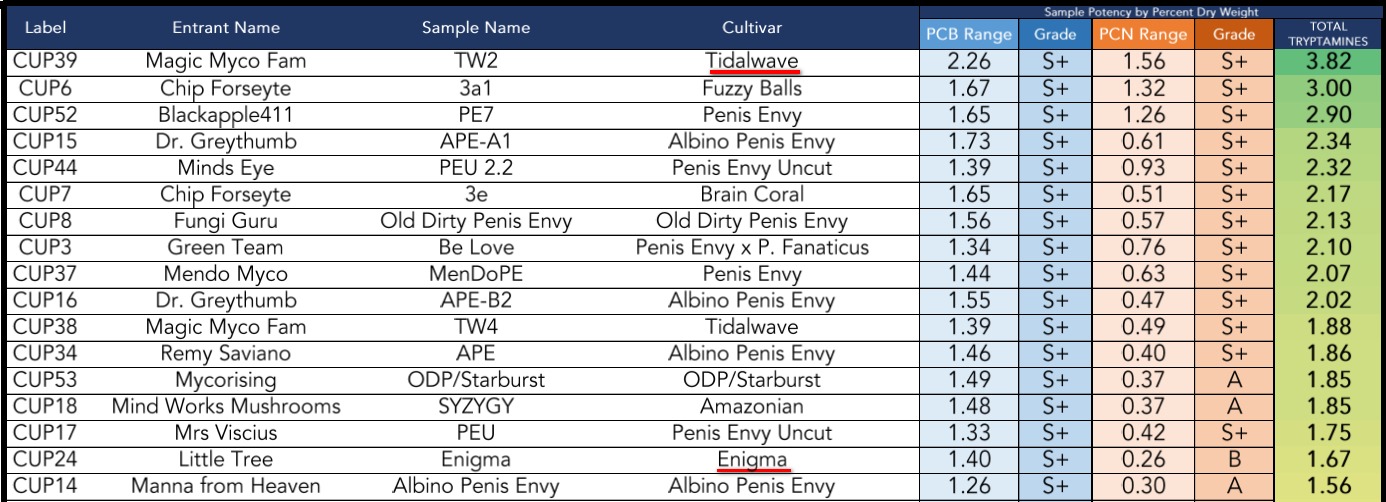 Sample Potency by Percent Dry Weight
Label Entrant Name Sample Name Cultivar PCB Range Grade PCN Range Grade TOTAL TRYPTAMINES
CUP39 Magic Myco Fam TW2 Tidalwave 2.26 S+ 1.56 S+ 3.82
CUP6 Chip Forseyte 3a1 Fuzzy Balls 1.67 S+ 1.32 S+ 3.00
CUP52 Blackapple411 PE7 Penis Envy 1.65 S+ 1.26 S+ 2.90
CUP15 Dr. Greythumb APE-A1 Albino Penis Envy 1.73 S+ 0.61 S+ 2.34
CUP44 Minds Eye PEU 2.2 Penis Envy Uncut 1.39 S+ 0.93 S+ 2.32
CUP7 Chip Forseyte 3e Brain Coral 1.65 S+ 0.51 S+ 2.17
CUP8 Fungi Guru Old Dirty Penis Envy Old Dirty Penis Envy 1.56 S+ 0.57 S+ 2.13
CUP3 Green Team Be Love Penis Envy x P. Fanaticus 1.34 S+ 0.76 S+ 2.10
CUP37 Mendo Myco MenDoPE Penis Envy 1.44 S+ 0.63 S+ 2.07
CUP16 Dr. Greythumb APE-B2 Albino Penis Envy 1.55 S+ 0.47 S+ 2.02
CUP38 Magic Myco Fam TW4 Tidalwave 1.39 S+ 0.49 S+ 1.88
CUP34 Remy Saviano APE Albino Penis Envy 1.46 S+ 0.40 S+ 1.86
CUP53 Mycorising ODP/Starburst ODP/Starburst 1.49 S+ 0.37 A 1.85
CUP18 Mind Works Mushrooms SYZYGY Amazonian 1.48 S+ 0.37 A 1.85
CUP17 Mrs Viscius PEU Penis Envy Uncut 1.33 S+ 0.42 S+ 1.75
CUP24 Little Tree Enigma Enigma 1.40 S+ 0.26 B 1.67
CUP14 Manna from Heaven Albino Penis Envy Albino Penis Envy 1.26 S+ 0.30 A 1.56